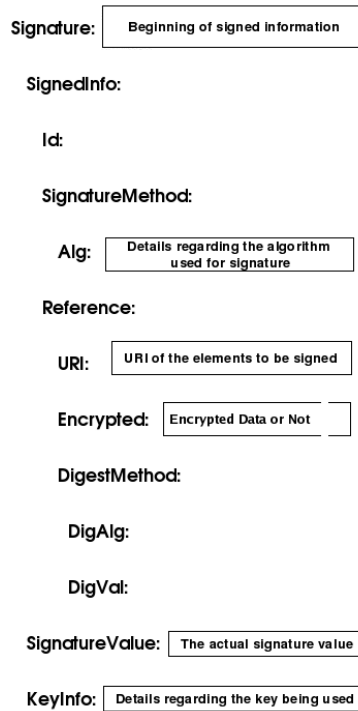 Signature: Beginning of signed information
SignedInfo:
Id:
SignatureMethod:
Alg: Details regarding the algorithm
used for signature
Reference:
URI: URI of the elements to be signed
Encrypted: Encrypted Data or Not
DigestMethod:
DigAlg:
DigVal:
SignatureValue: The actual signature value
KeyInfo: Details regarding the key being used